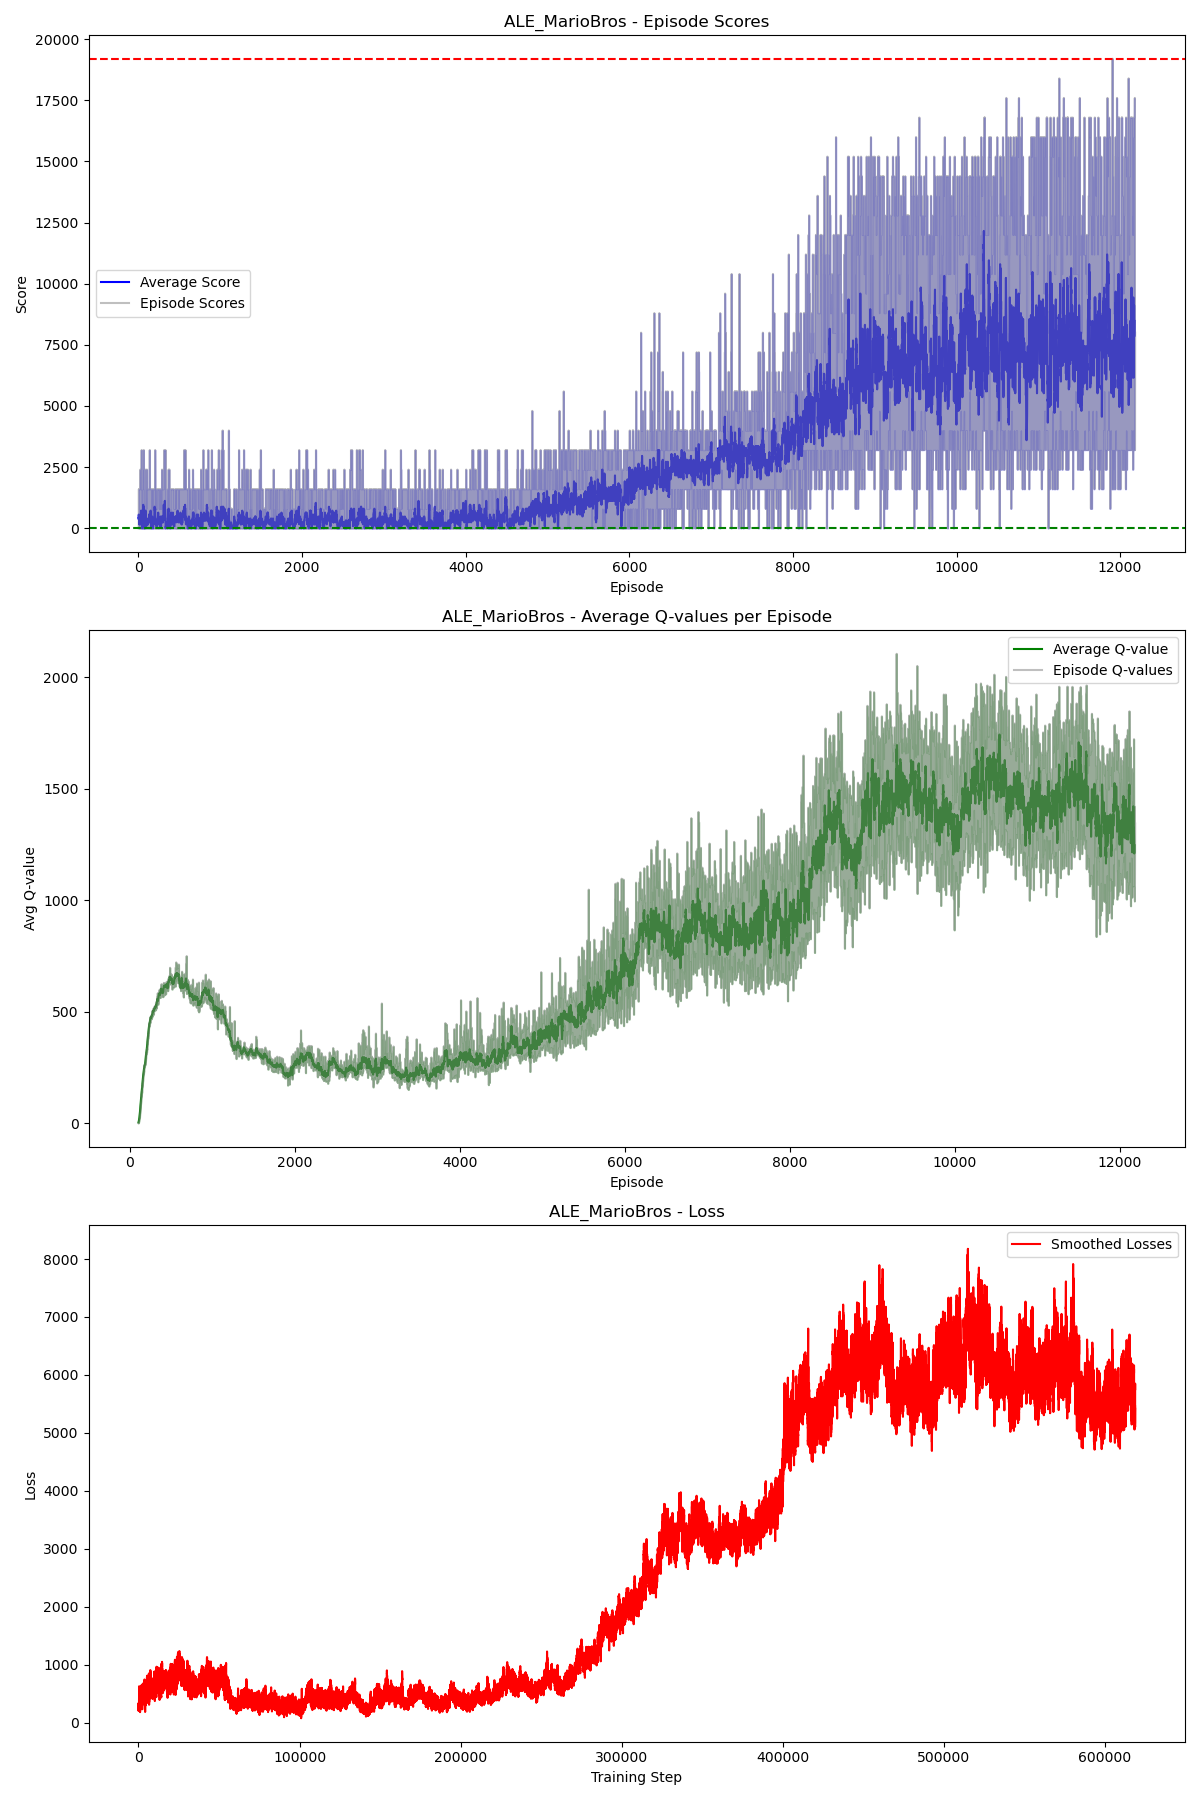 ALE_MarioBros - Episode Scores
20000
17500
15000
12500
10000
7500
5000
2500
0
Score
Average Score
Episode Scores
0 2000 4000 6000 8000 10000 12000
Episode
ALE_MarioBros - Average Q-values per Episode
2000
1500
1000
500
0
Avg Q-value
Average Q-value
Episode Q-values
0 2000 4000 6000 8000 10000 12000
Episode
ALE_MarioBros - Loss
8000
7000
6000
5000
4000
3000
2000
1000
0
Loss
Smoothed Losses
0 100000 200000 300000 400000 500000 600000
Training Step